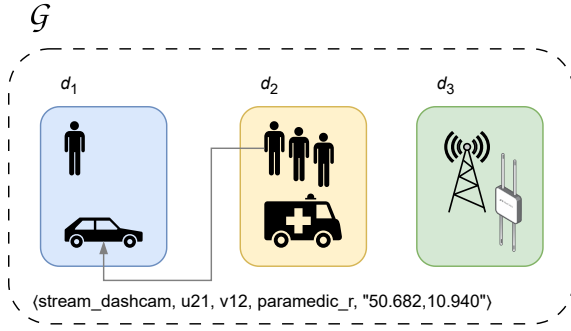 𝒢
d1
d2
d3
⟨stream_dashcam, u21, v12, paramedic_r, "50.682,10.940"⟩